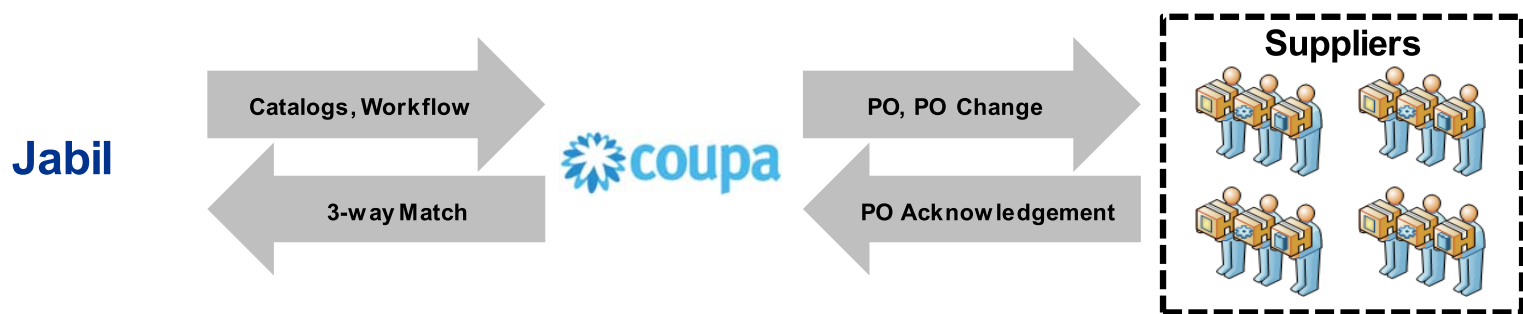 Suppliers
Catalogs, Workflow
PO, PO Change
Jabil
coupa
3-way Match
PO Acknowledgement